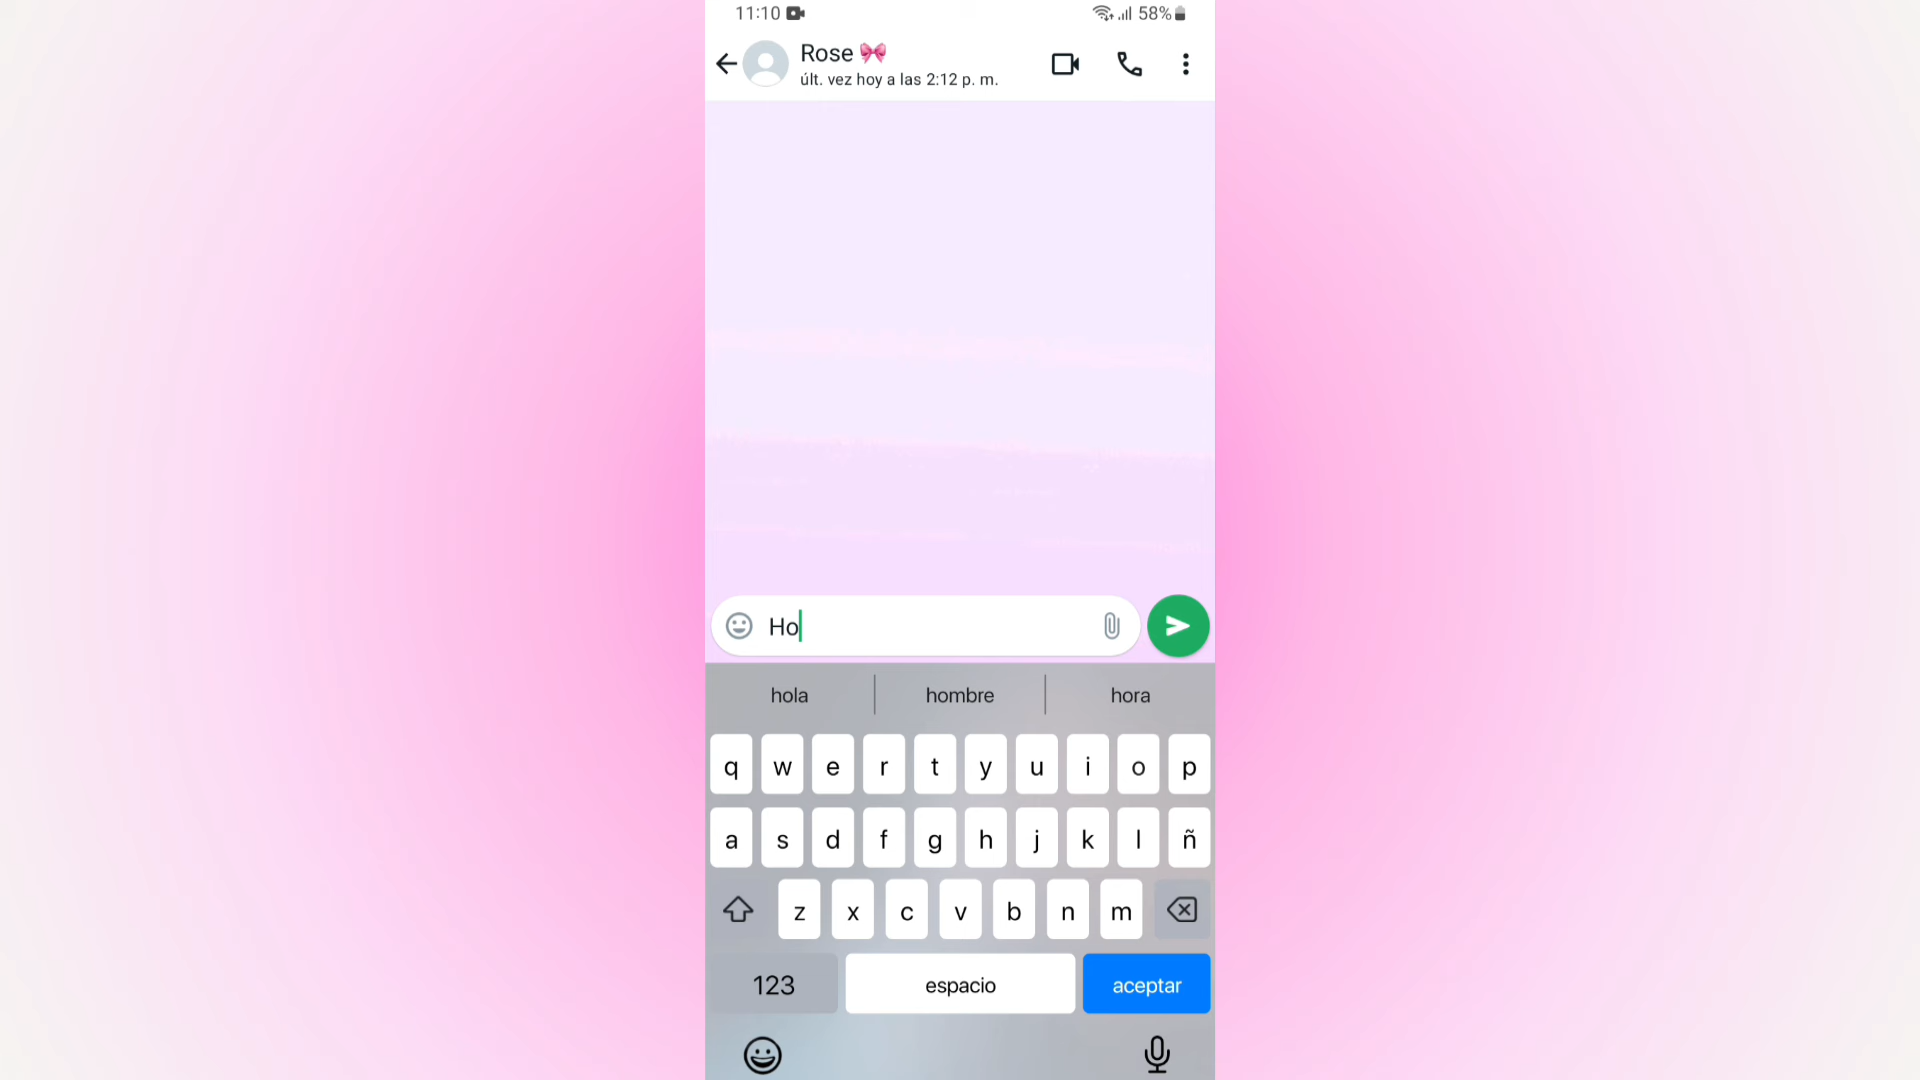 11:10 58%
Rose 🎀
últ. vez hoy a las 2:12 p. m.
Ho
hola hombre hora
q w e r t y u i o p
a s d f g h j k l ñ
z x c v b n m
123 espacio aceptar